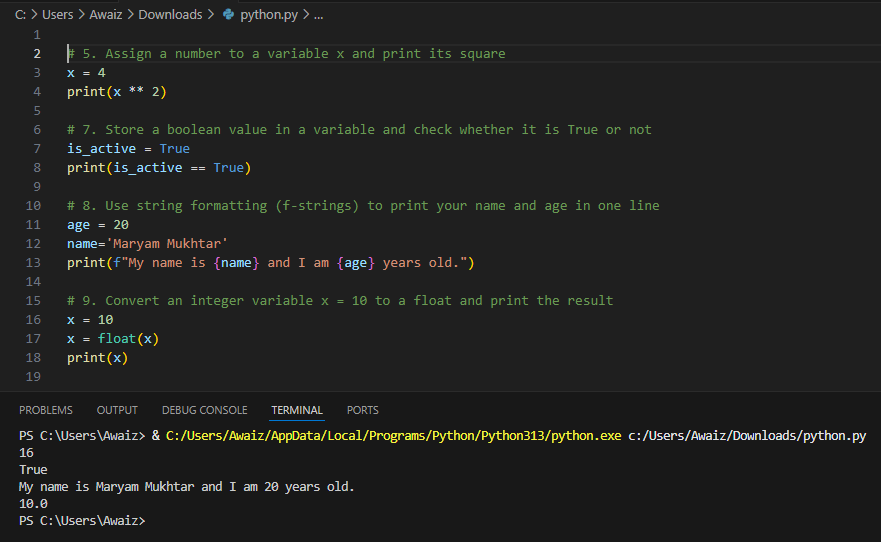 C: > Users > Awaiz > Downloads > python.py > ...
1
2 # 5. Assign a number to a variable x and print its square
3 x = 4
4 print(x ** 2)
5
6 # 7. Store a boolean value in a variable and check whether it is True or not
7 is_active = True
8 print(is_active == True)
9
10 # 8. Use string formatting (f-strings) to print your name and age in one line
11 age = 20
12 name='Maryam Mukhtar'
13 print(f"My name is {name} and I am {age} years old.")
14
15 # 9. Convert an integer variable x = 10 to a float and print the result
16 x = 10
17 x = float(x)
18 print(x)
19
PROBLEMS OUTPUT DEBUG CONSOLE TERMINAL PORTS
PS C:\Users\Awaiz> & C:/Users/Awaiz/AppData/Local/Programs/Python/Python313/python.exe c:/Users/Awaiz/Downloads/python.py
16
True
My name is Maryam Mukhtar and I am 20 years old.
10.0
PS C:\Users\Awaiz>